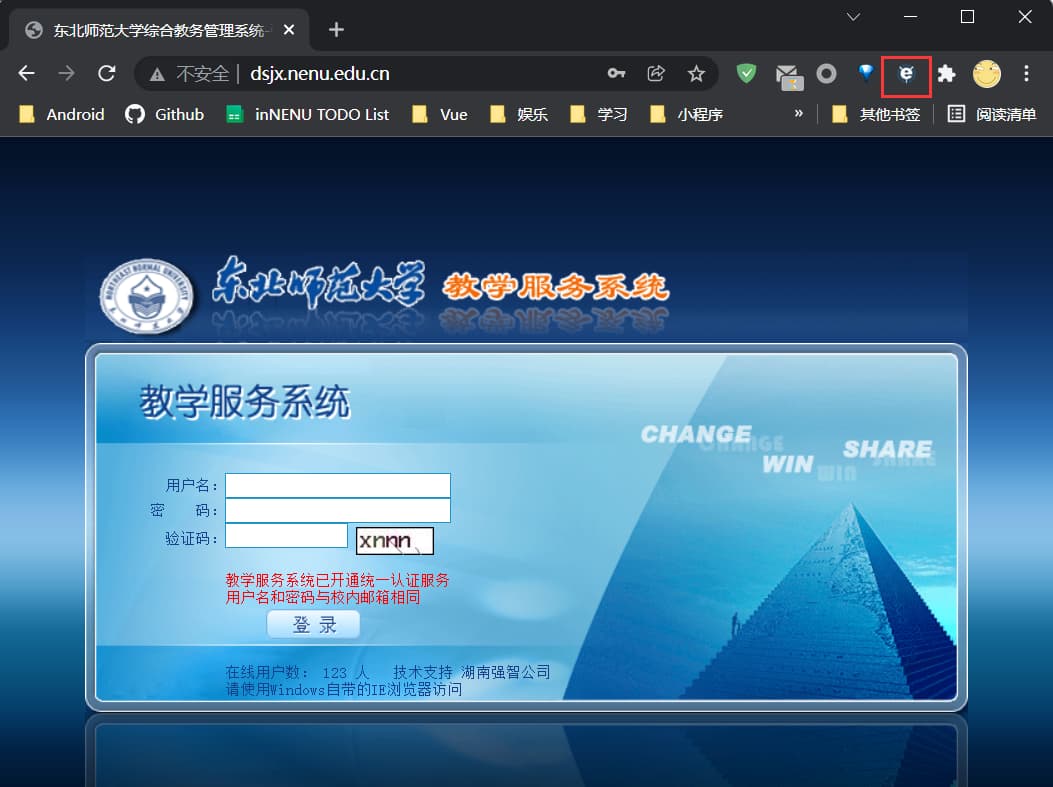 东北师范大学综合教务管理系统-
不安全 dsjx.nenu.edu.cn
Android Github inNENU TODO List Vue 娱乐 学习 小程序 » 其他书签 阅读清单
NORTHEAST NORMAL UNIVERSITY
东北师范大学 教学服务系统
教学服务系统
CHANGE
WIN SHARE
用户名:
密 码:
验证码: xnnn
教学服务系统已开通统一认证服务
用户名和密码与校内邮箱相同
登 录
在线用户数: 123 人 技术支持 湖南强智公司
请使用Windows自带的IE浏览器访问